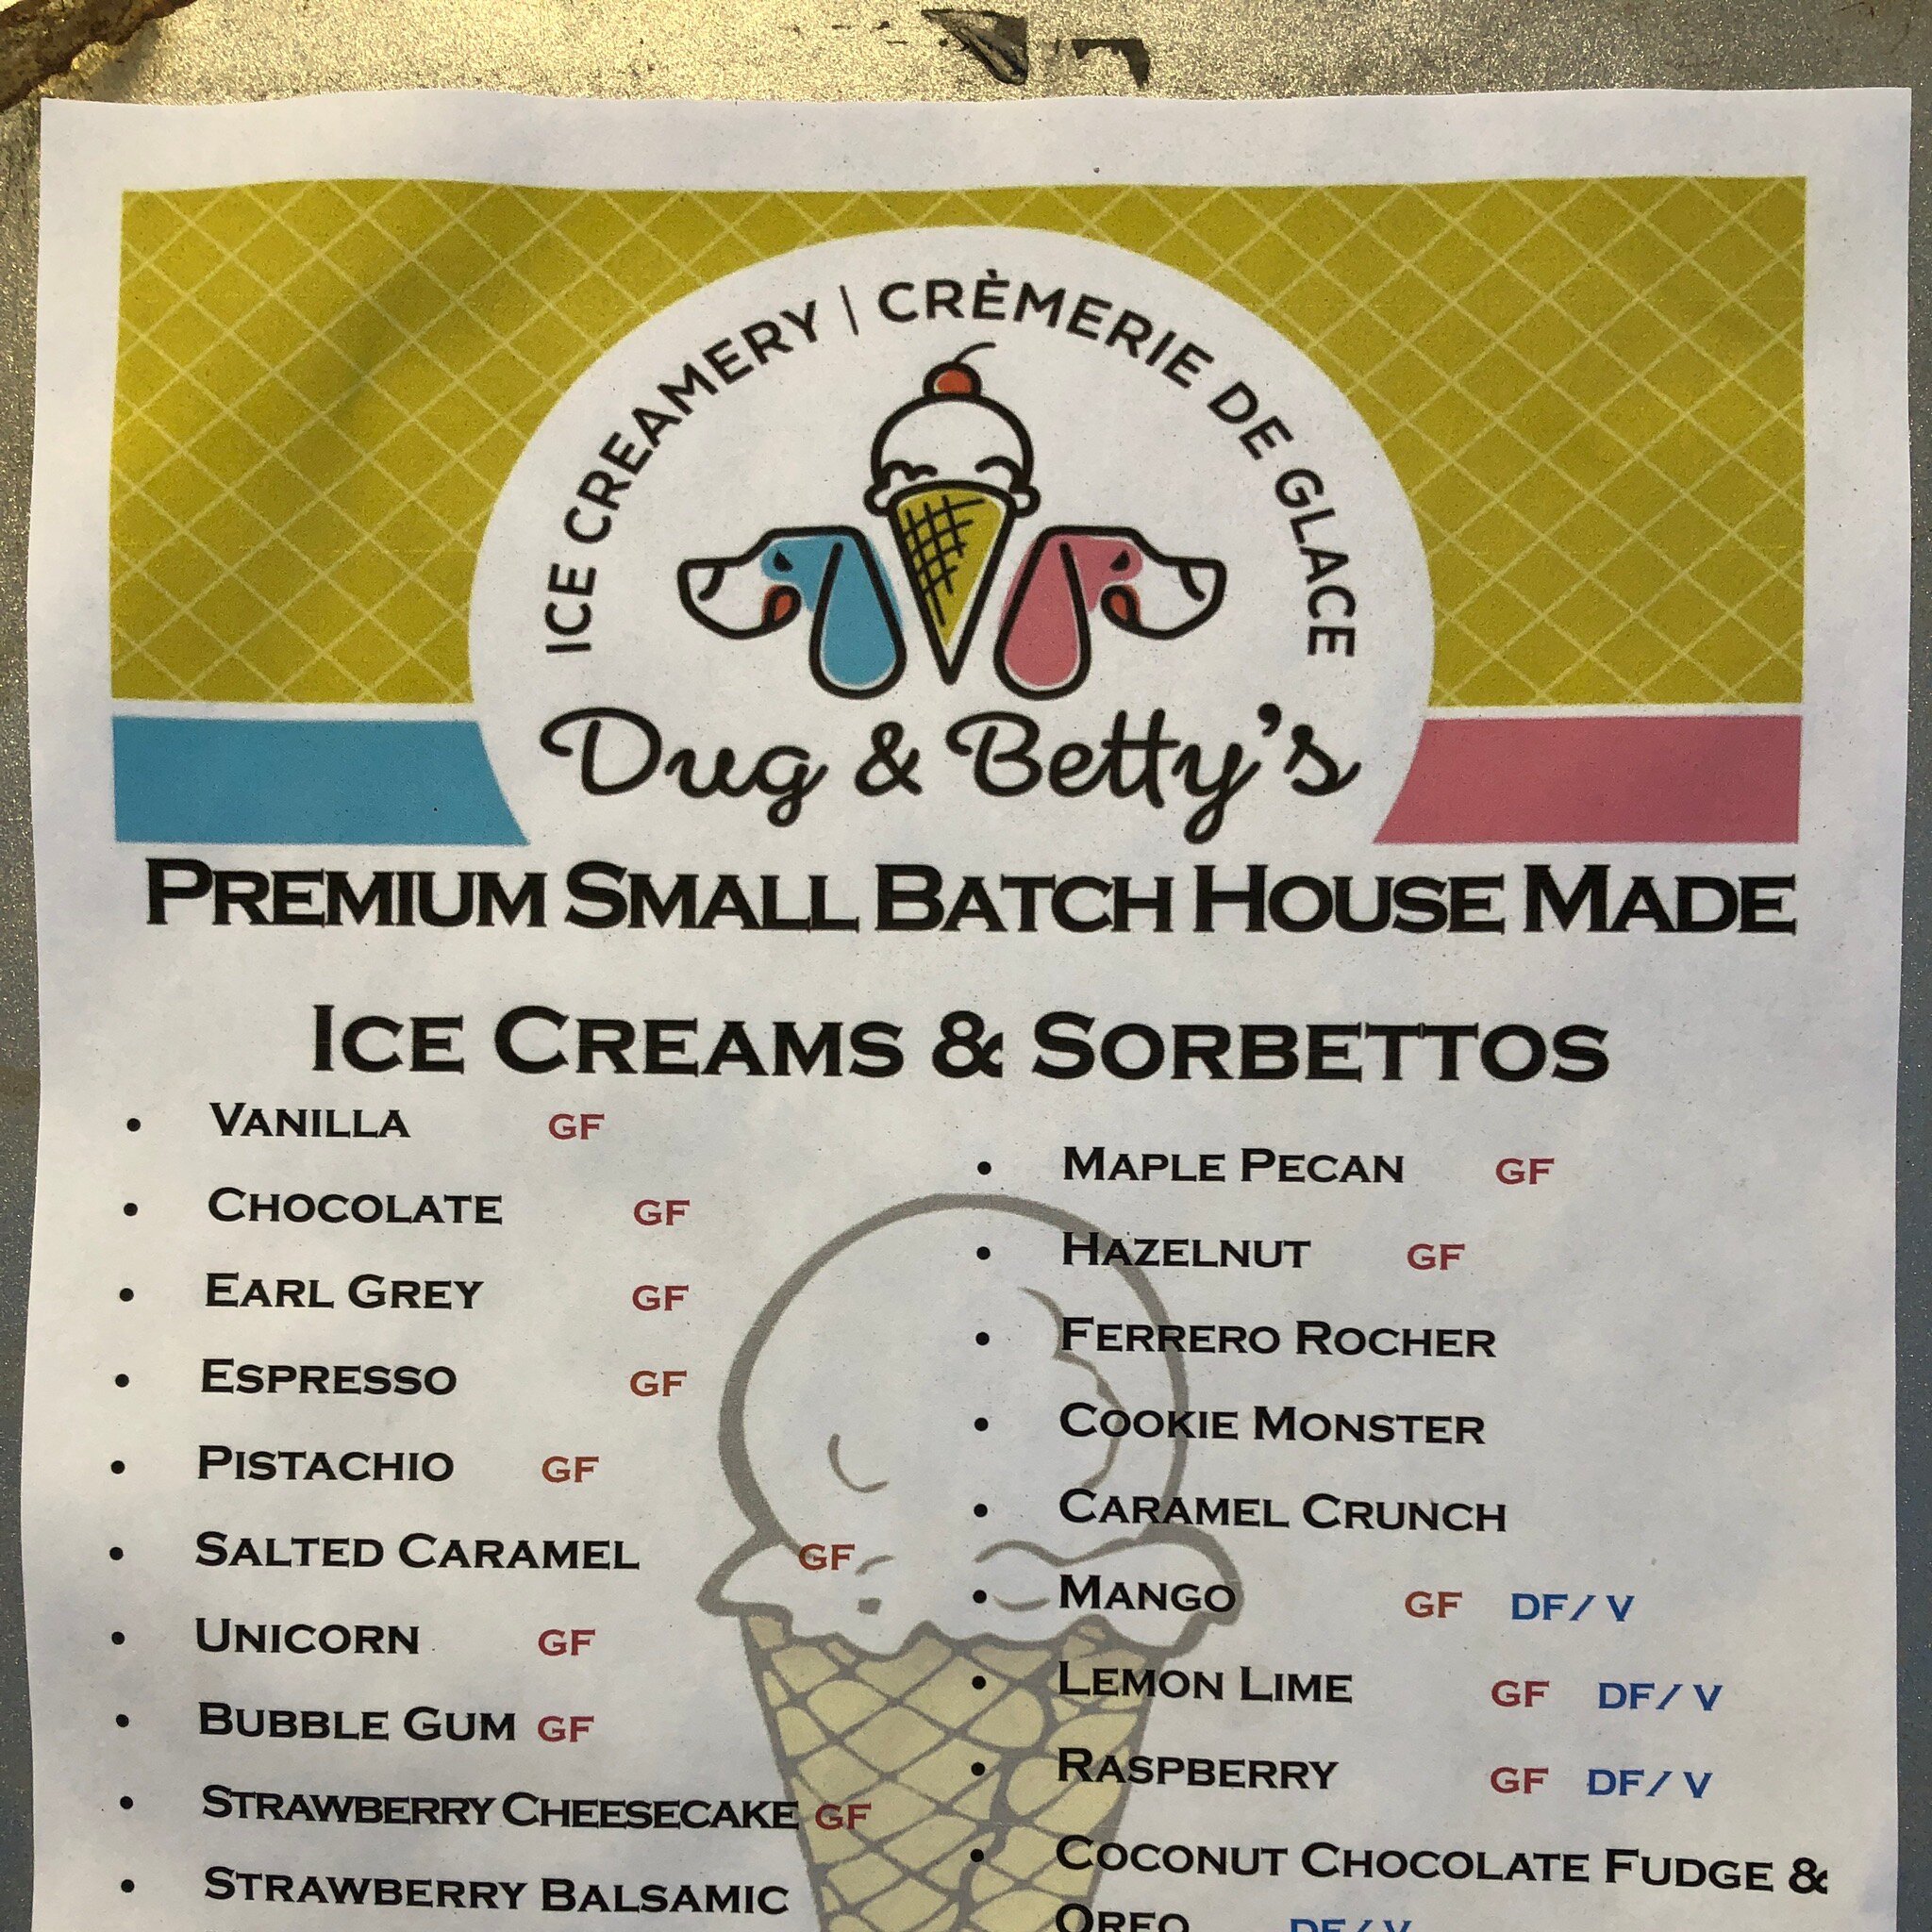 ICE CREAMERY | CRÈMERIE DE GLACE
Dug & Betty's
PREMIUM SMALL BATCH HOUSE MADE
ICE CREAMS & SORBETTOS
• VANILLA GF
• CHOCOLATE GF
• EARL GREY GF
• ESPRESSO GF
• PISTACHIO GF
• SALTED CARAMEL GF
• UNICORN GF
• BUBBLE GUM GF
• STRAWBERRY CHEESECAKE GF
• STRAWBERRY BALSAMIC
• MAPLE PECAN GF
• HAZELNUT GF
• FERRERO ROCHER
• COOKIE MONSTER
• CARAMEL CRUNCH
• MANGO GF DF/ V
• LEMON LIME GF DF/ V
• RASPBERRY GF DF/ V
• COCONUT CHOCOLATE FUDGE &
OREO DF/ V